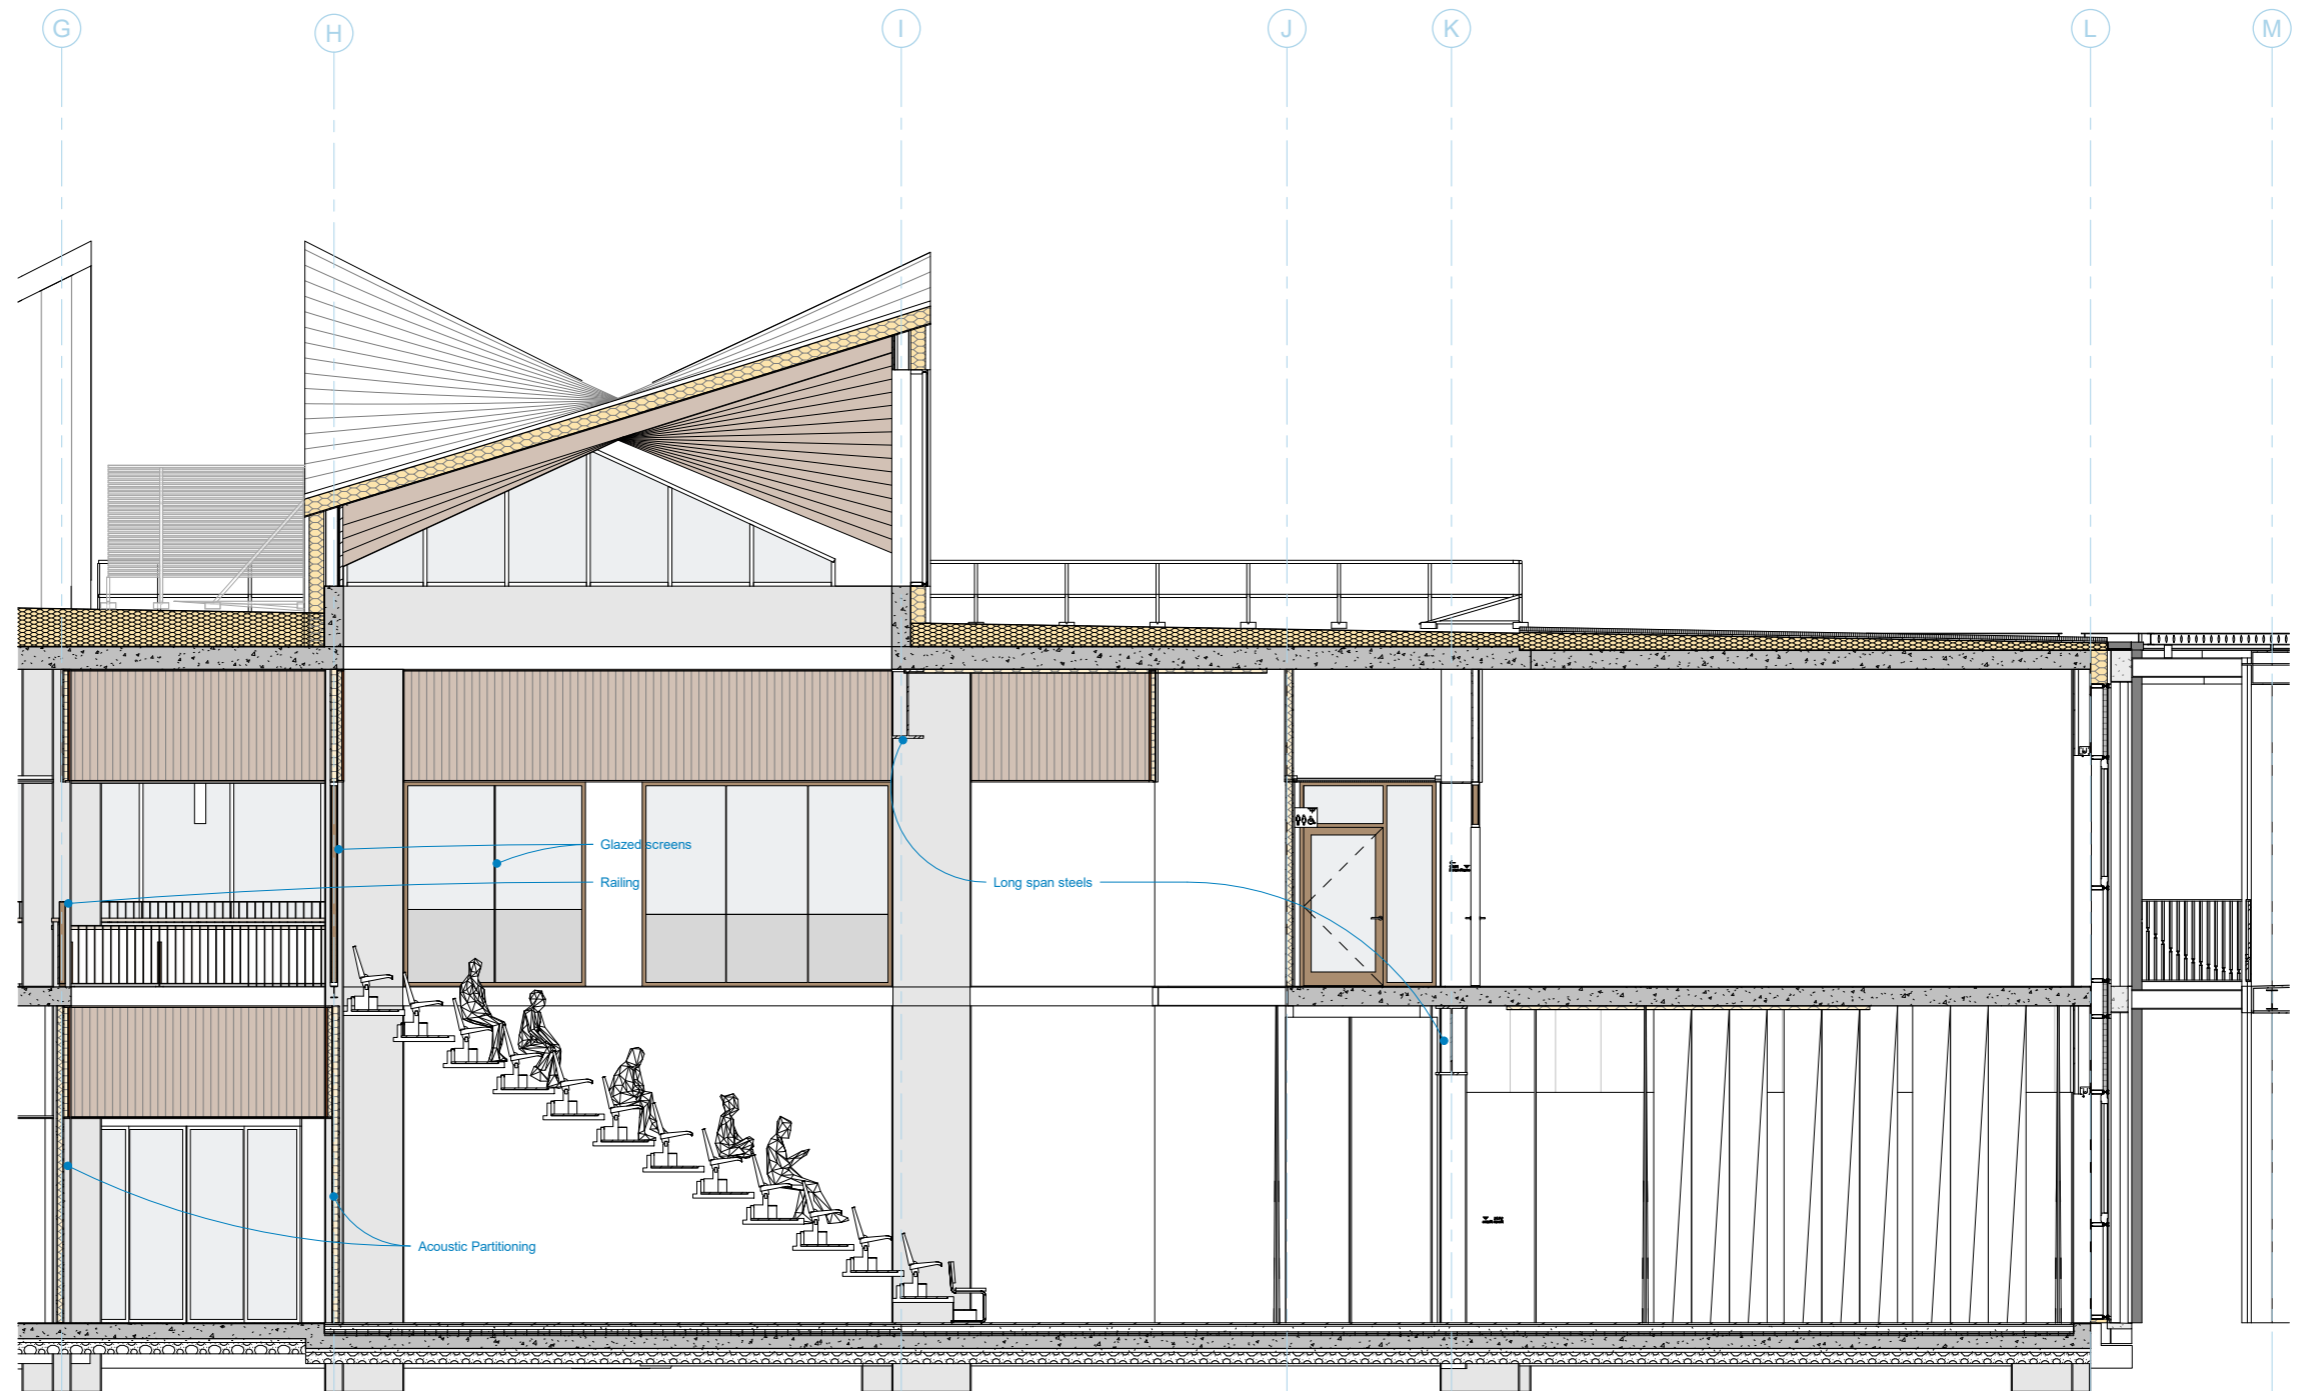 G H I J K L M
Glazed screens
Railing
Long span steels
Acoustic Partitioning